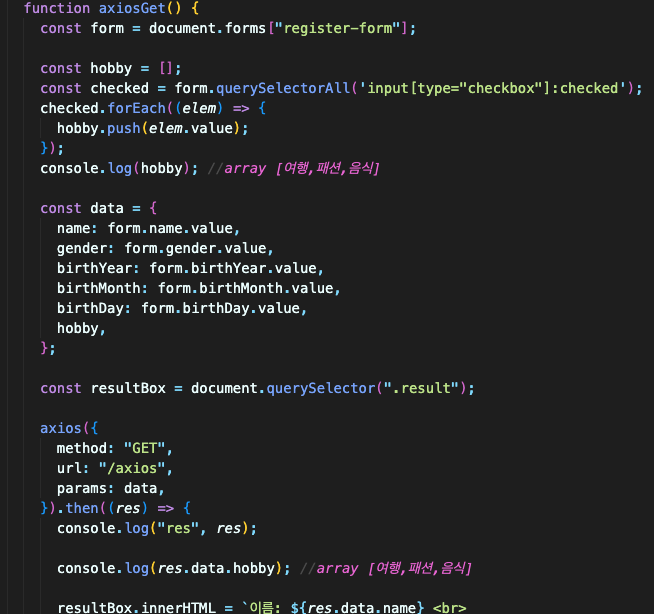 function axiosGet() {
const form = document.forms["register-form"];
const hobby = [];
const checked = form.querySelectorAll('input[type="checkbox"]:checked');
checked.forEach((elem) => {
hobby.push(elem.value);
});
console.log(hobby); //array [여행,패션,음식]
const data = {
name: form.name.value,
gender: form.gender.value,
birthYear: form.birthYear.value,
birthMonth: form.birthMonth.value,
birthDay: form.birthDay.value,
hobby,
};
const resultBox = document.querySelector(".result");
axios({
method: "GET",
url: "/axios",
params: data,
}).then((res) => {
console.log("res", res);
console.log(res.data.hobby); //array [여행,패션,음식]
resultBox.innerHTML = `이름: ${res.data.name} <br>